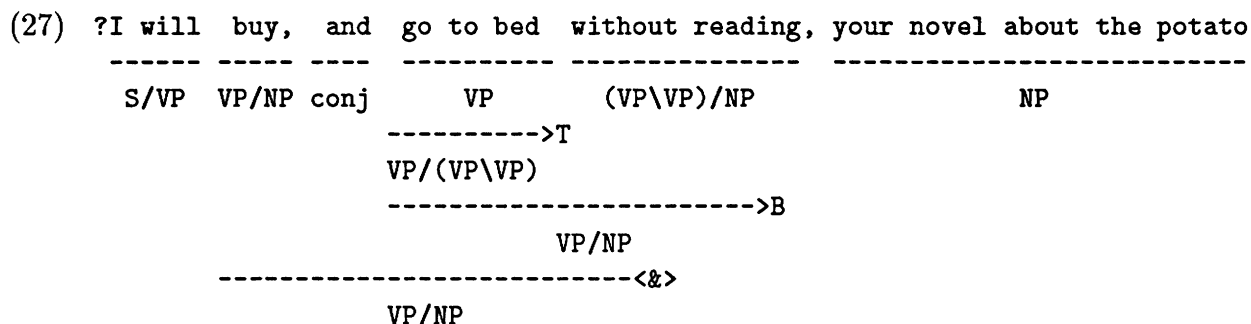 (27) ?I will buy, and go to bed without reading, your novel about the potato
------ ----- ---- ---------- --------------- ---------------------------
S/VP VP/NP conj VP (VP\VP)/NP NP
---------->T
VP/(VP\VP)
------------------------>B
VP/NP
---------------------------<&>
VP/NP